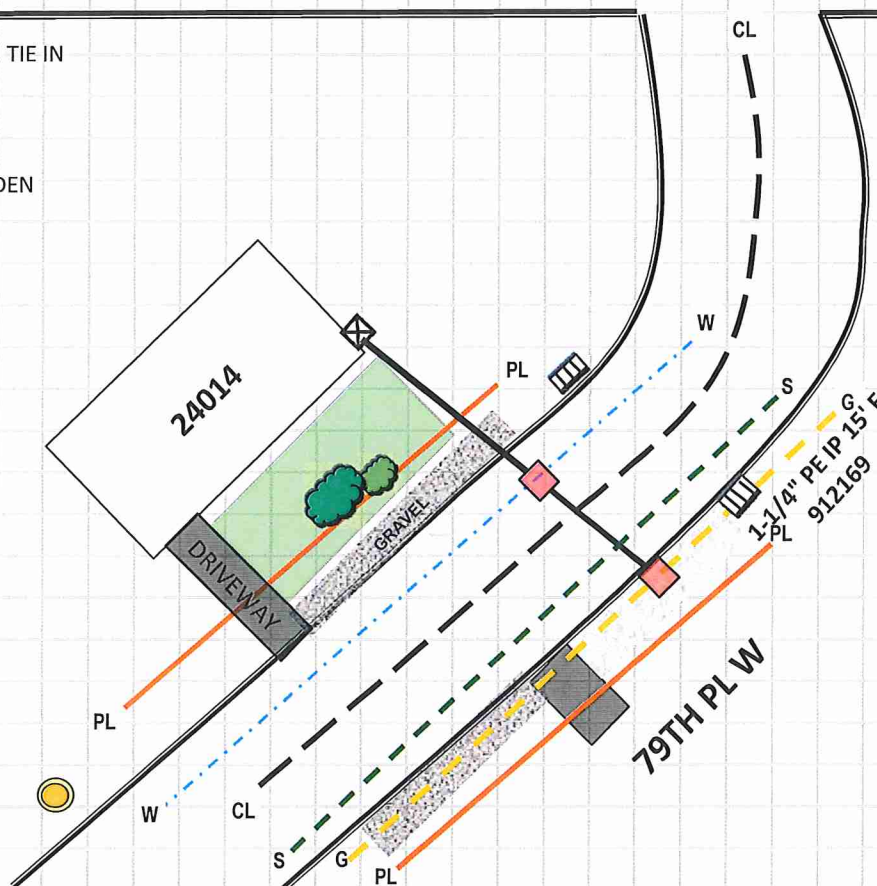 CL
TIE IN
DEN
W
PL
24014
S
G
1-1/4" PE IP 15'
912169
PL
GRAVEL
DRIVEWAY
79TH PL W
PL
W
CL
S
G
PL